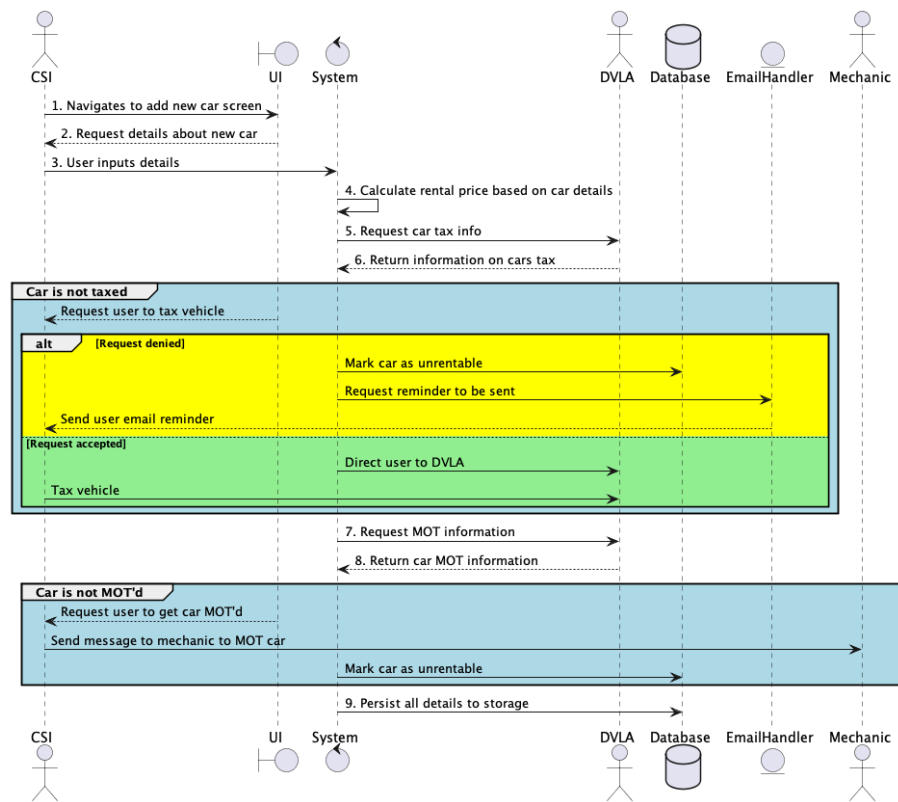 CSI UI System DVLA Database EmailHandler Mechanic
1. Navigates to add new car screen
2. Request details about new car
3. User inputs details
4. Calculate rental price based on car details
5. Request car tax info
6. Return information on cars tax
Car is not taxed
Request user to tax vehicle
alt [Request denied]
Mark car as unrentable
Request reminder to be sent
Send user email reminder
[Request accepted]
Direct user to DVLA
Tax vehicle
7. Request MOT information
8. Return car MOT information
Car is not MOT'd
Request user to get car MOT'd
Send message to mechanic to MOT car
Mark car as unrentable
9. Persist all details to storage
CSI UI System DVLA Database EmailHandler Mechanic